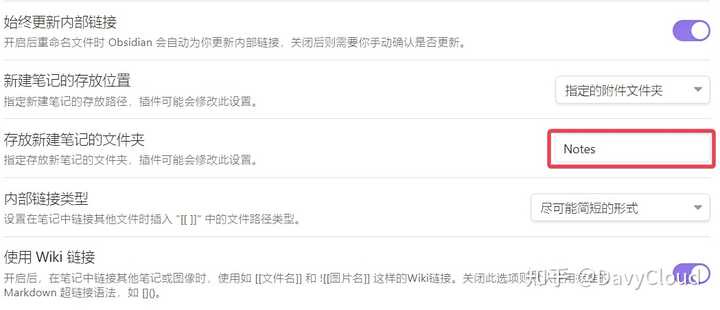 始终更新内部链接
开启后重命名文件时 Obsidian 会自动为你更新内部链接，关闭后则需要你手动确认是否更新。
新建笔记的存放位置
指定新建笔记的存放路径，插件可能会修改此设置。
指定的附件文件夹
存放新建笔记的文件夹
指定存放新笔记的文件夹，插件可能会修改此设置。
Notes
内部链接类型
设置在笔记中链接其他文件时插入 "[[ ]]" 中的文件路径类型。
尽可能简短的形式
使用 Wiki 链接
开启后，在笔记中链接其他笔记或图像时，使用如 [[文件名]] 和 ![[图片名]] 这样的Wiki链接。关闭此选项则
Markdown 超链接语法，如 []()。
知乎 @DavyCloud